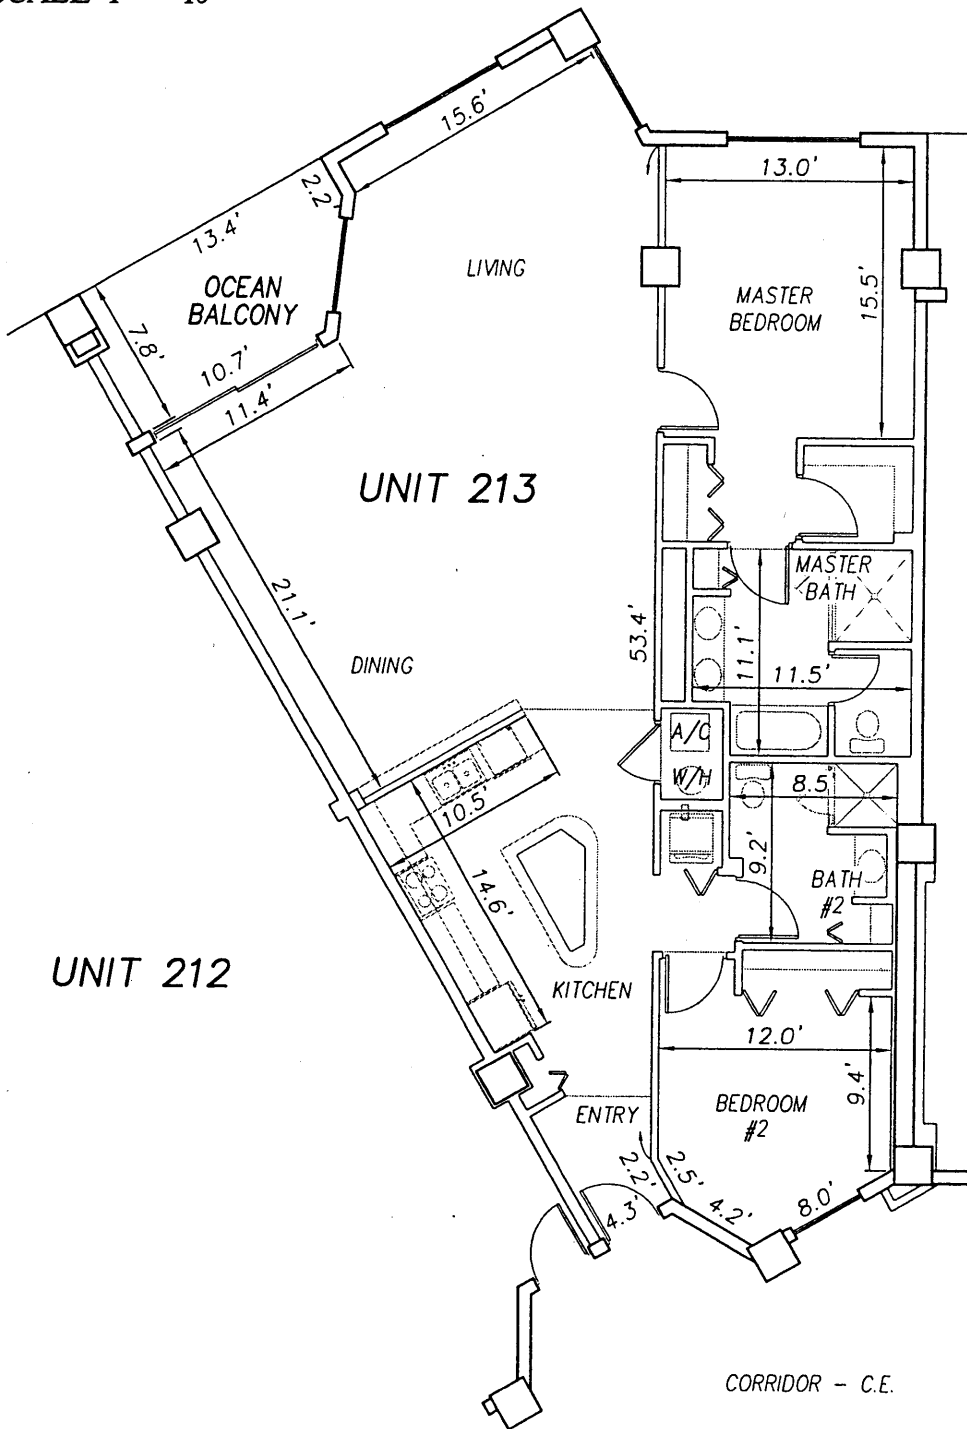 15.6'
13.0'
2.2'
13.4'
LIVING
OCEAN
BALCONY
MASTER
BEDROOM
15.5'
7.8'
10.7'
11.4'
UNIT 213
MASTER
BATH
21.1'
53.4'
11.1'
11.5'
DINING
A/C
W/H
8.5
10.5'
9.2'
14.6'
BATH
#2
UNIT 212
KITCHEN
12.0'
9.4'
ENTRY
BEDROOM
#2
2.2'
2.5'
4.3'
4.2'
8.0'
CORRIDOR - C.E.